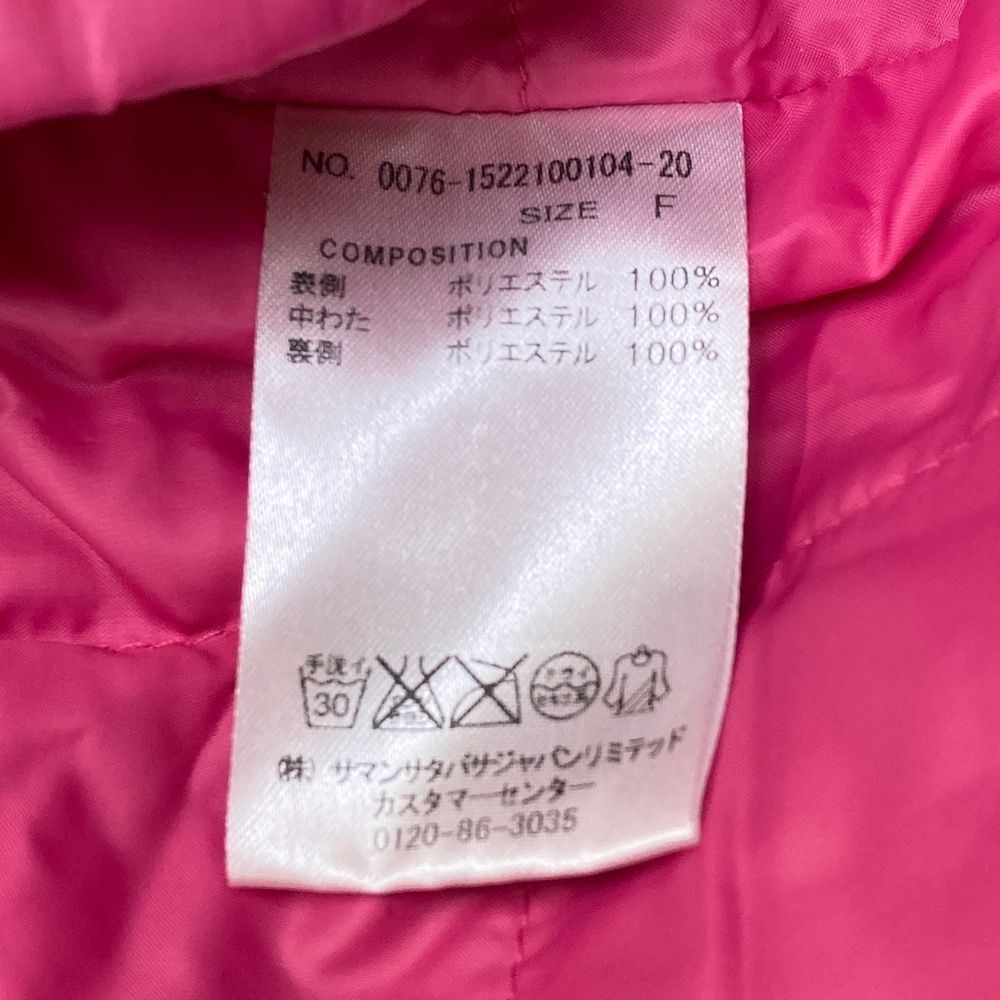 NO. 0076-1522100104-20
SIZE F
COMPOSITION
表側 ポリエステル 100%
中わた ポリエステル 100%
裏側 ポリエステル 100%
手洗イ
30
(株) サマンサタバサジャパンリミテッド
カスタマーセンター
0120-86-3035